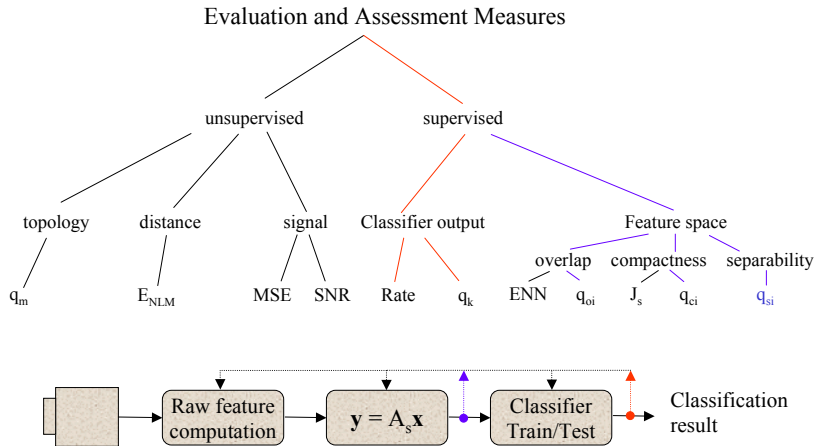 Evaluation and Assessment Measures
unsupervised supervised
topology distance signal Classifier output Feature space
overlap compactness separability
qm ENLM MSE SNR Rate qk ENN qoi Js qci qsi
Raw feature computation
y = Asx
Classifier Train/Test
Classification result